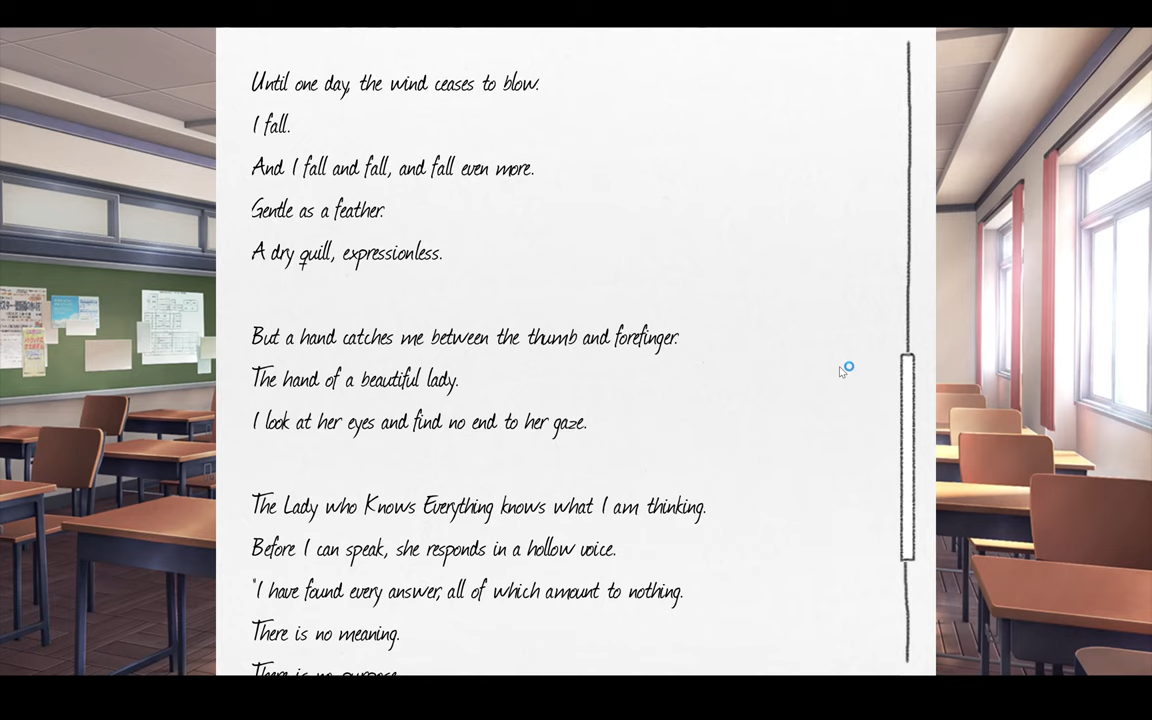 Until one day, the wind ceases to blow.
I fall.
And I fall and fall, and fall even more.
Gentle as a feather.
A dry quill, expressionless.
But a hand catches me between the thumb and forefinger.
The hand of a beautiful lady.
I look at her eyes and find no end to her gaze.
The Lady who Knows Everything knows what I am thinking.
Before I can speak, she responds in a hollow voice.
"I have found every answer, all of which amount to nothing.
There is no meaning.
There is no purpose.